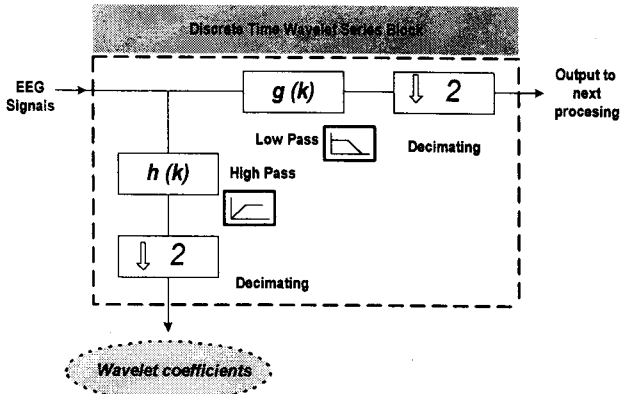 Discrete Time Wavelet Series Block
EEG
Signals
g (k)
2
Output to
next
procesing
Low Pass
Decimating
h (k)
High Pass
2
Decimating
Wavelet coefficients